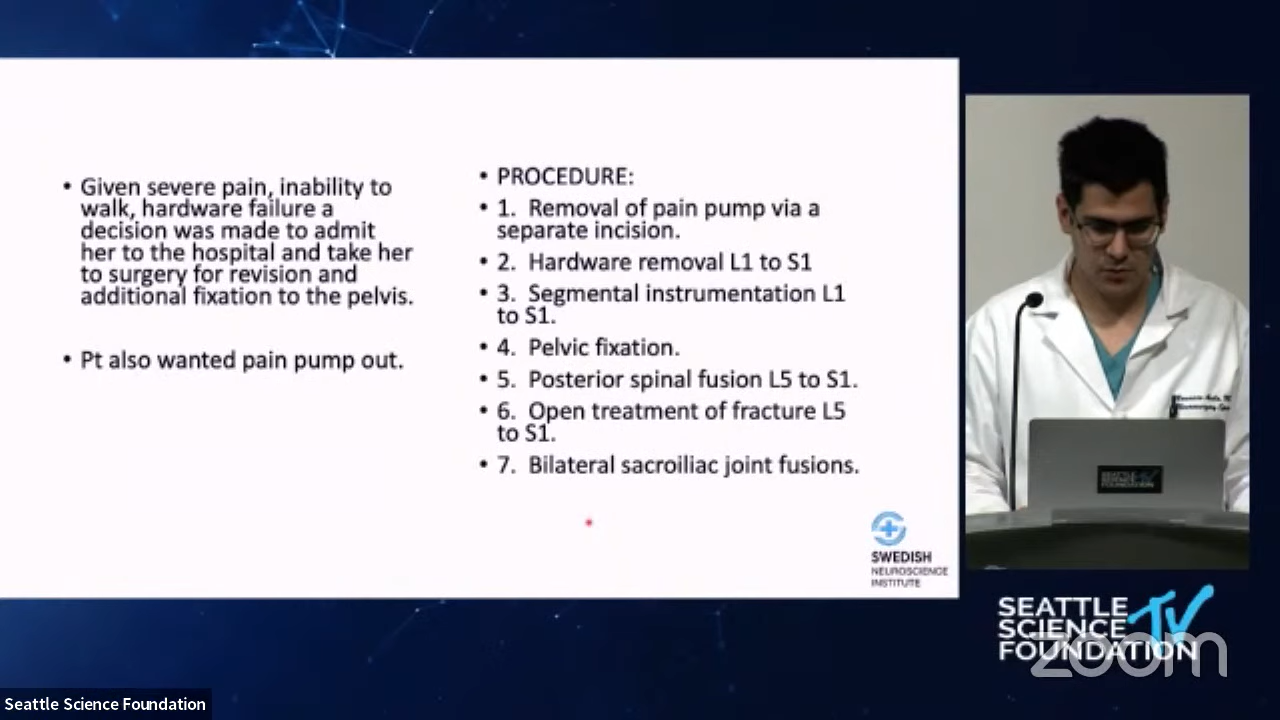 • Given severe pain, inability to
walk, hardware failure a
decision was made to admit
her to the hospital and take her
to surgery for revision and
additional fixation to the pelvis.
• Pt also wanted pain pump out.
• PROCEDURE:
• 1. Removal of pain pump via a
separate incision.
• 2. Hardware removal L1 to S1
• 3. Segmental instrumentation L1
to S1.
• 4. Pelvic fixation.
• 5. Posterior spinal fusion L5 to S1.
• 6. Open treatment of fracture L5
to S1.
• 7. Bilateral sacroiliac joint fusions.
SWEDISH
NEUROSCIENCE
INSTITUTE
SEATTLE
SCIENCE
FOUNDATION
TV
SEATTLE
SCIENCE
FOUNDATION
TV
zoom
Seattle Science Foundation